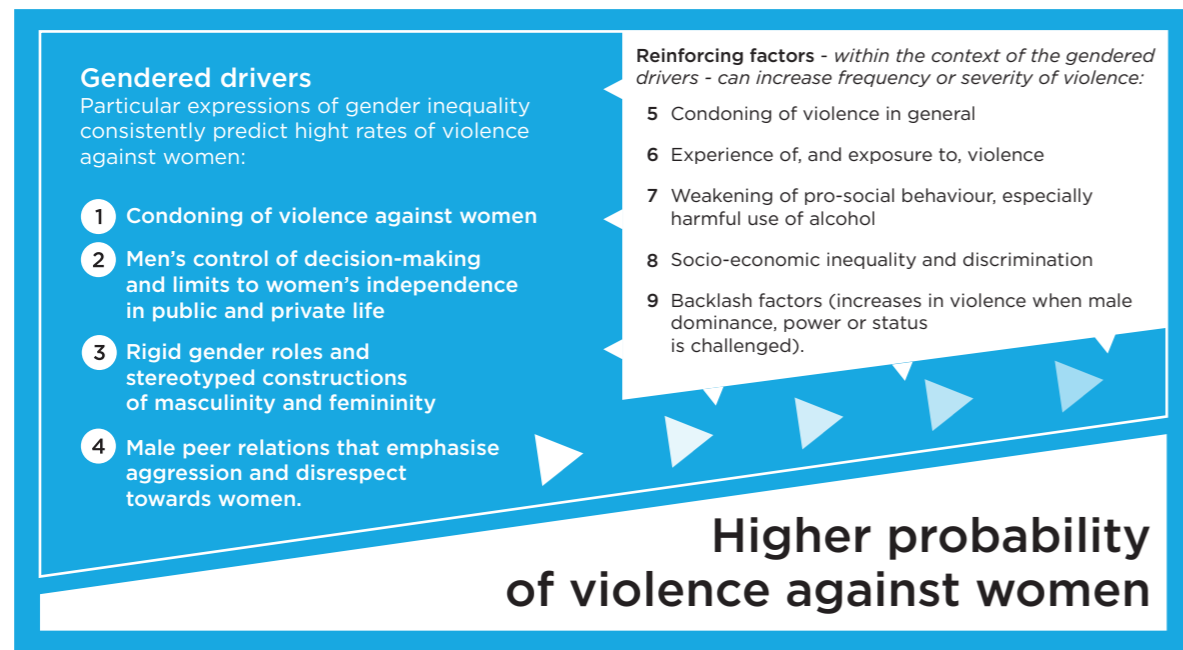 Gendered drivers
Particular expressions of gender inequality
consistently predict hight rates of violence
against women:
1 Condoning of violence against women
2 Men’s control of decision-making
and limits to women’s independence
in public and private life
3 Rigid gender roles and
stereotyped constructions
of masculinity and femininity
4 Male peer relations that emphasise
aggression and disrespect
towards women.
Reinforcing factors - within the context of the gendered
drivers - can increase frequency or severity of violence:
5 Condoning of violence in general
6 Experience of, and exposure to, violence
7 Weakening of pro-social behaviour, especially
harmful use of alcohol
8 Socio-economic inequality and discrimination
9 Backlash factors (increases in violence when male
dominance, power or status
is challenged).
Higher probability
of violence against women